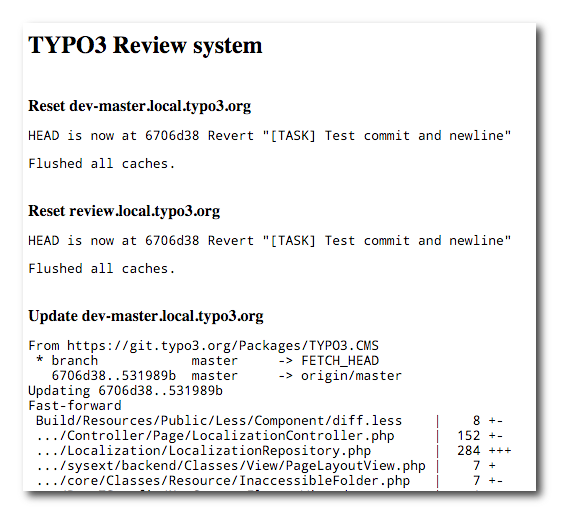 TYPO3 Review system
Reset dev-master.local.typo3.org
HEAD is now at 6706d38 Revert "[TASK] Test commit and newline"
Flushed all caches.
Reset review.local.typo3.org
HEAD is now at 6706d38 Revert "[TASK] Test commit and newline"
Flushed all caches.
Update dev-master.local.typo3.org
From https://git.typo3.org/Packages/TYPO3.CMS
 * branch            master     -> FETCH_HEAD
   6706d38..531989b  master     -> origin/master
Updating 6706d38..531989b
Fast-forward
 Build/Resources/Public/Less/Component/diff.less    |    8 +-
 .../Controller/Page/LocalizationController.php     |  152 +-
 .../Localization/LocalizationRepository.php        |  284 +++
 .../sysext/backend/Classes/View/PageLayoutView.php |    7 +
 .../core/Classes/Resource/InaccessibleFolder.php   |    7 +-